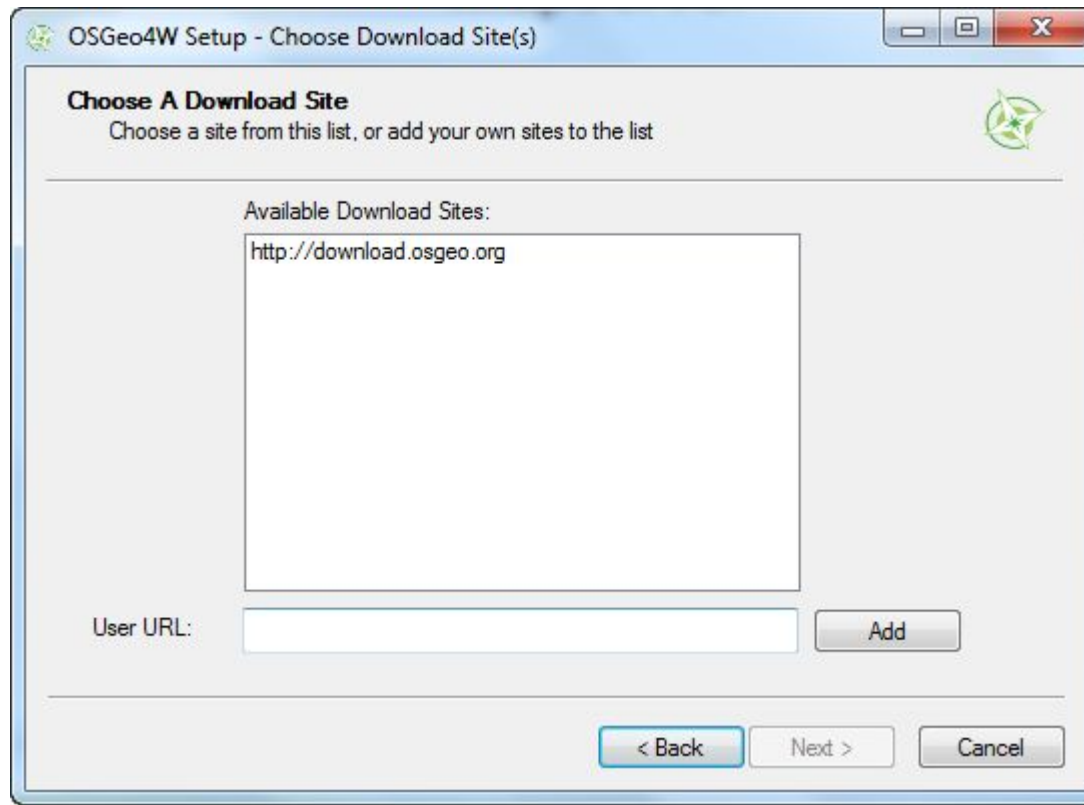 OSGeo4W Setup - Choose Download Site(s)
Choose A Download Site
Choose a site from this list, or add your own sites to the list
Available Download Sites:
http://download.osgeo.org
User URL:
Add
< Back
Next >
Cancel